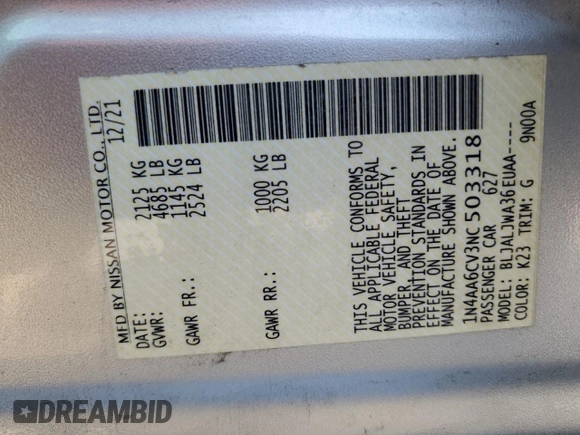 MFD BY NISSAN MOTOR CO., LTD.
DATE: 12/21
GVWR: 2125 KG
4685 LB
GAWR FR.: 1145 KG
2524 LB
GAWR RR.: 1000 KG
2205 LB
THIS VEHICLE CONFORMS TO
ALL APPLICABLE FEDERAL
MOTOR VEHICLE SAFETY,
BUMPER, AND THEFT
PREVENTION STANDARDS IN
EFFECT ON THE DATE OF
MANUFACTURE SHOWN ABOVE.
1N4AA6CV3NC503318
PASSENGER CAR 627
MODEL: BLJALJWA36EUAA----
COLOR: K23 TRIM: G 9N00A
DREAMBID